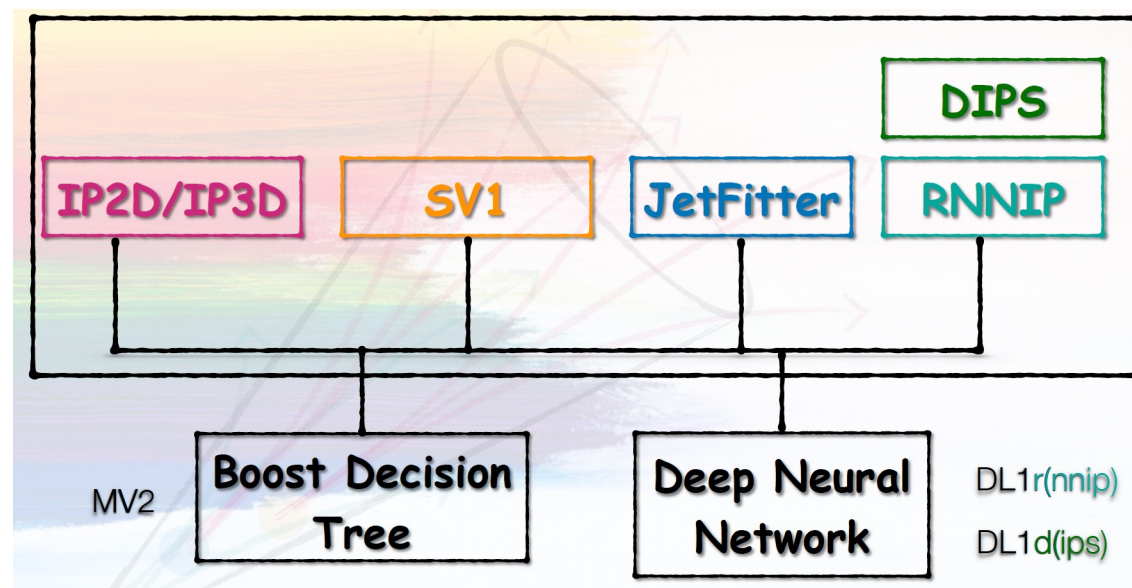 DIPS
IP2D/IP3D
SV1
JetFitter
RNNIP
MV2
Boost Decision
Tree
Deep Neural
Network
DL1r(nnip)
DL1d(ips)